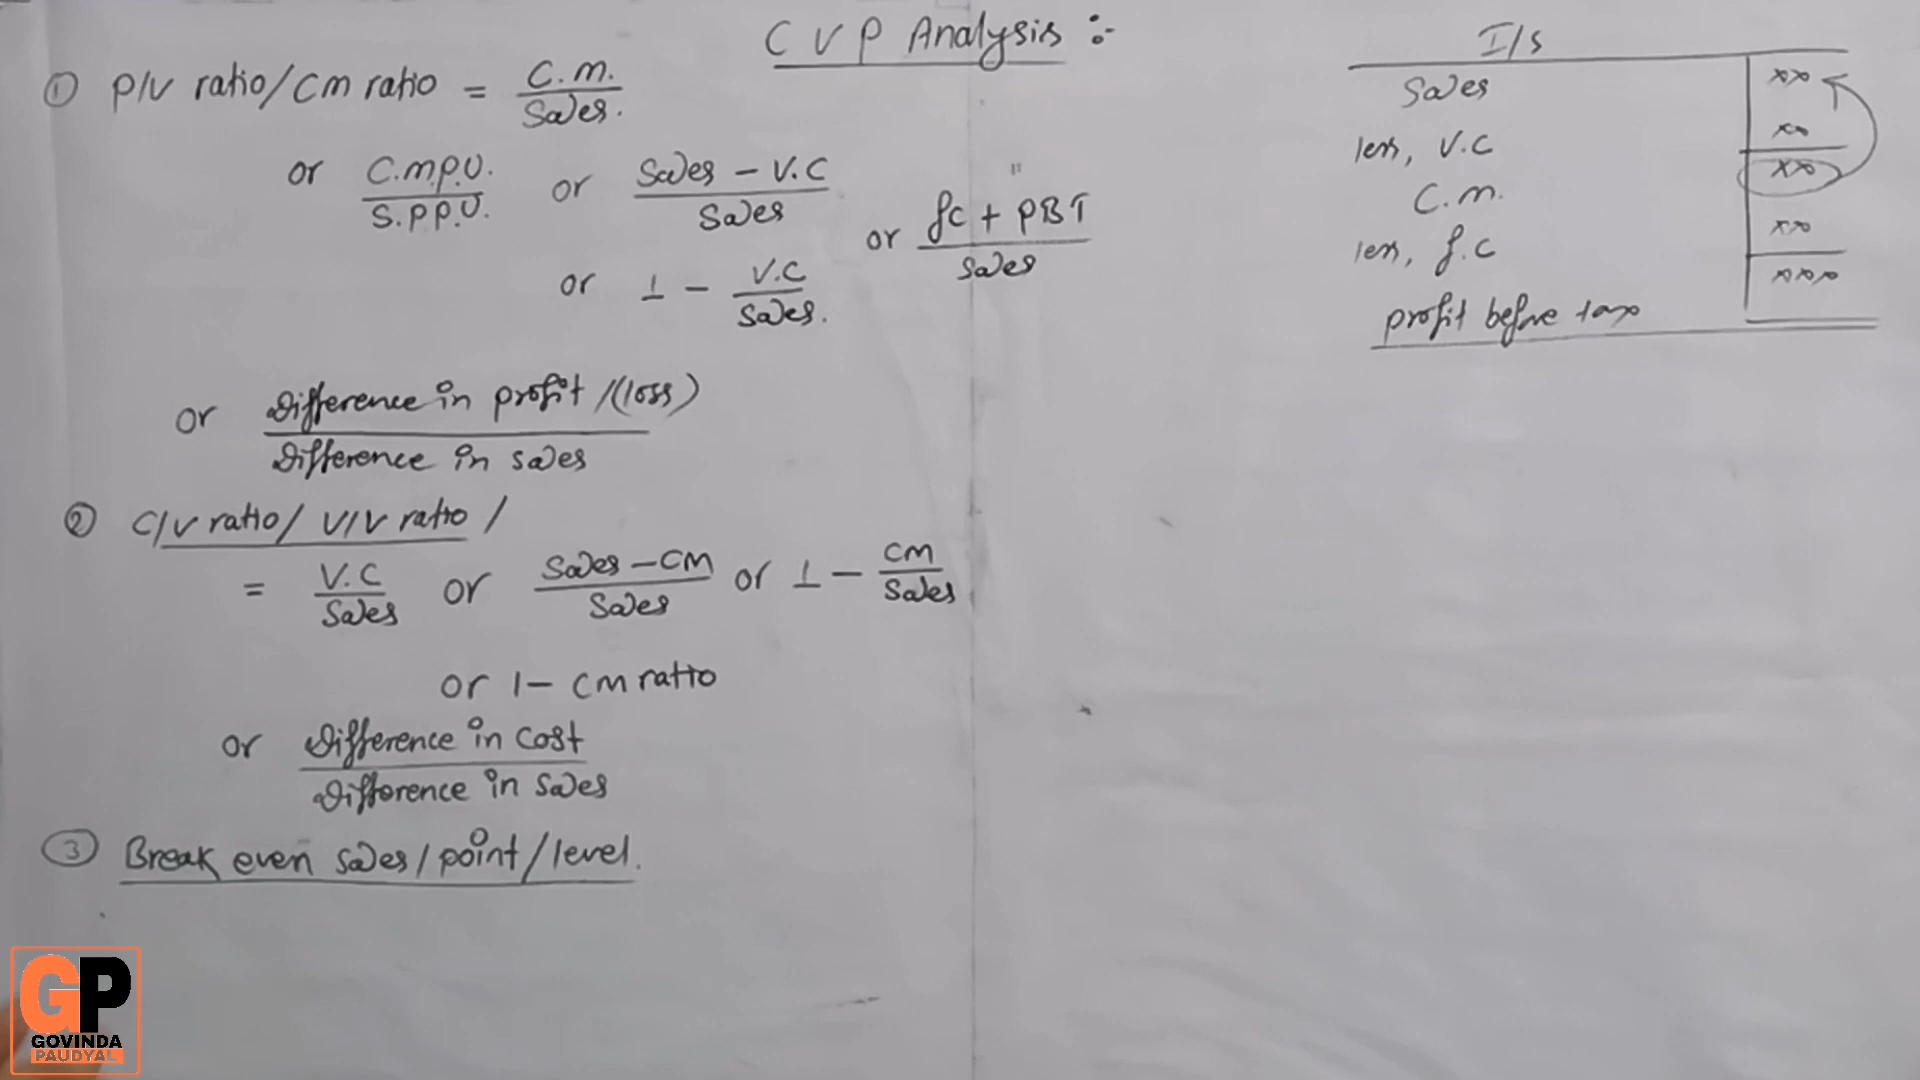 C V P Analysis :-
① P/V ratio/cm ratio = C.M. / Sales.
or C.M.P.U. / S.P.P.U. or Sales - V.C / Sales or fc + PBT / Sales
or 1 - V.C / Sales.
or Difference in profit /(loss) / Difference in sales
② C/V ratio/ V/V ratio /
= V.C / Sales or Sales - CM / Sales or 1 - CM / Sales
or 1 - cm ratio
or Difference in cost / Difference in sales
③ Break even sales/point/level.
I/S
Sales xx
less, V.C xx
C.m. xx
less, f.C xx
profit before tax xxx
GP
GOVINDA
PAUDYAL